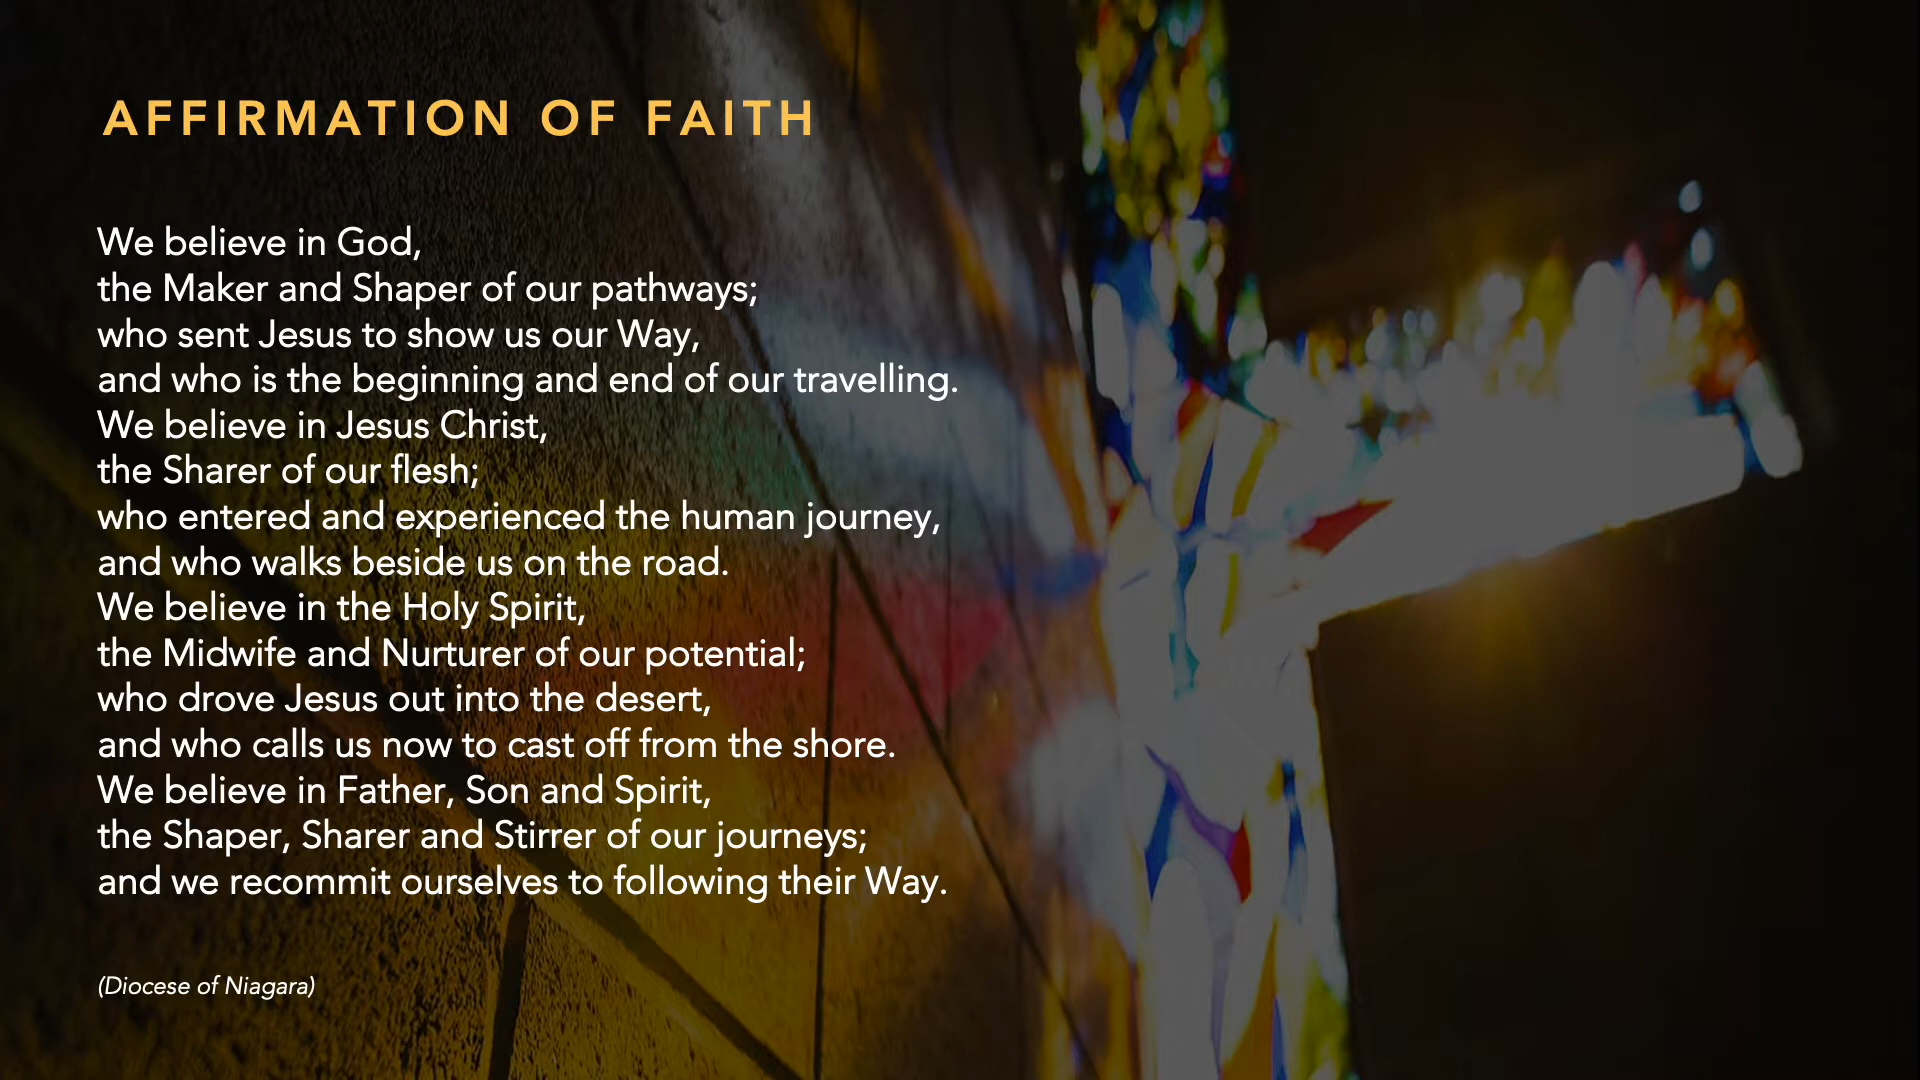 AFFIRMATION OF FAITH
We believe in God,
the Maker and Shaper of our pathways;
who sent Jesus to show us our Way,
and who is the beginning and end of our travelling.
We believe in Jesus Christ,
the Sharer of our flesh;
who entered and experienced the human journey,
and who walks beside us on the road.
We believe in the Holy Spirit,
the Midwife and Nurturer of our potential;
who drove Jesus out into the desert,
and who calls us now to cast off from the shore.
We believe in Father, Son and Spirit,
the Shaper, Sharer and Stirrer of our journeys;
and we recommit ourselves to following their Way.
(Diocese of Niagara)